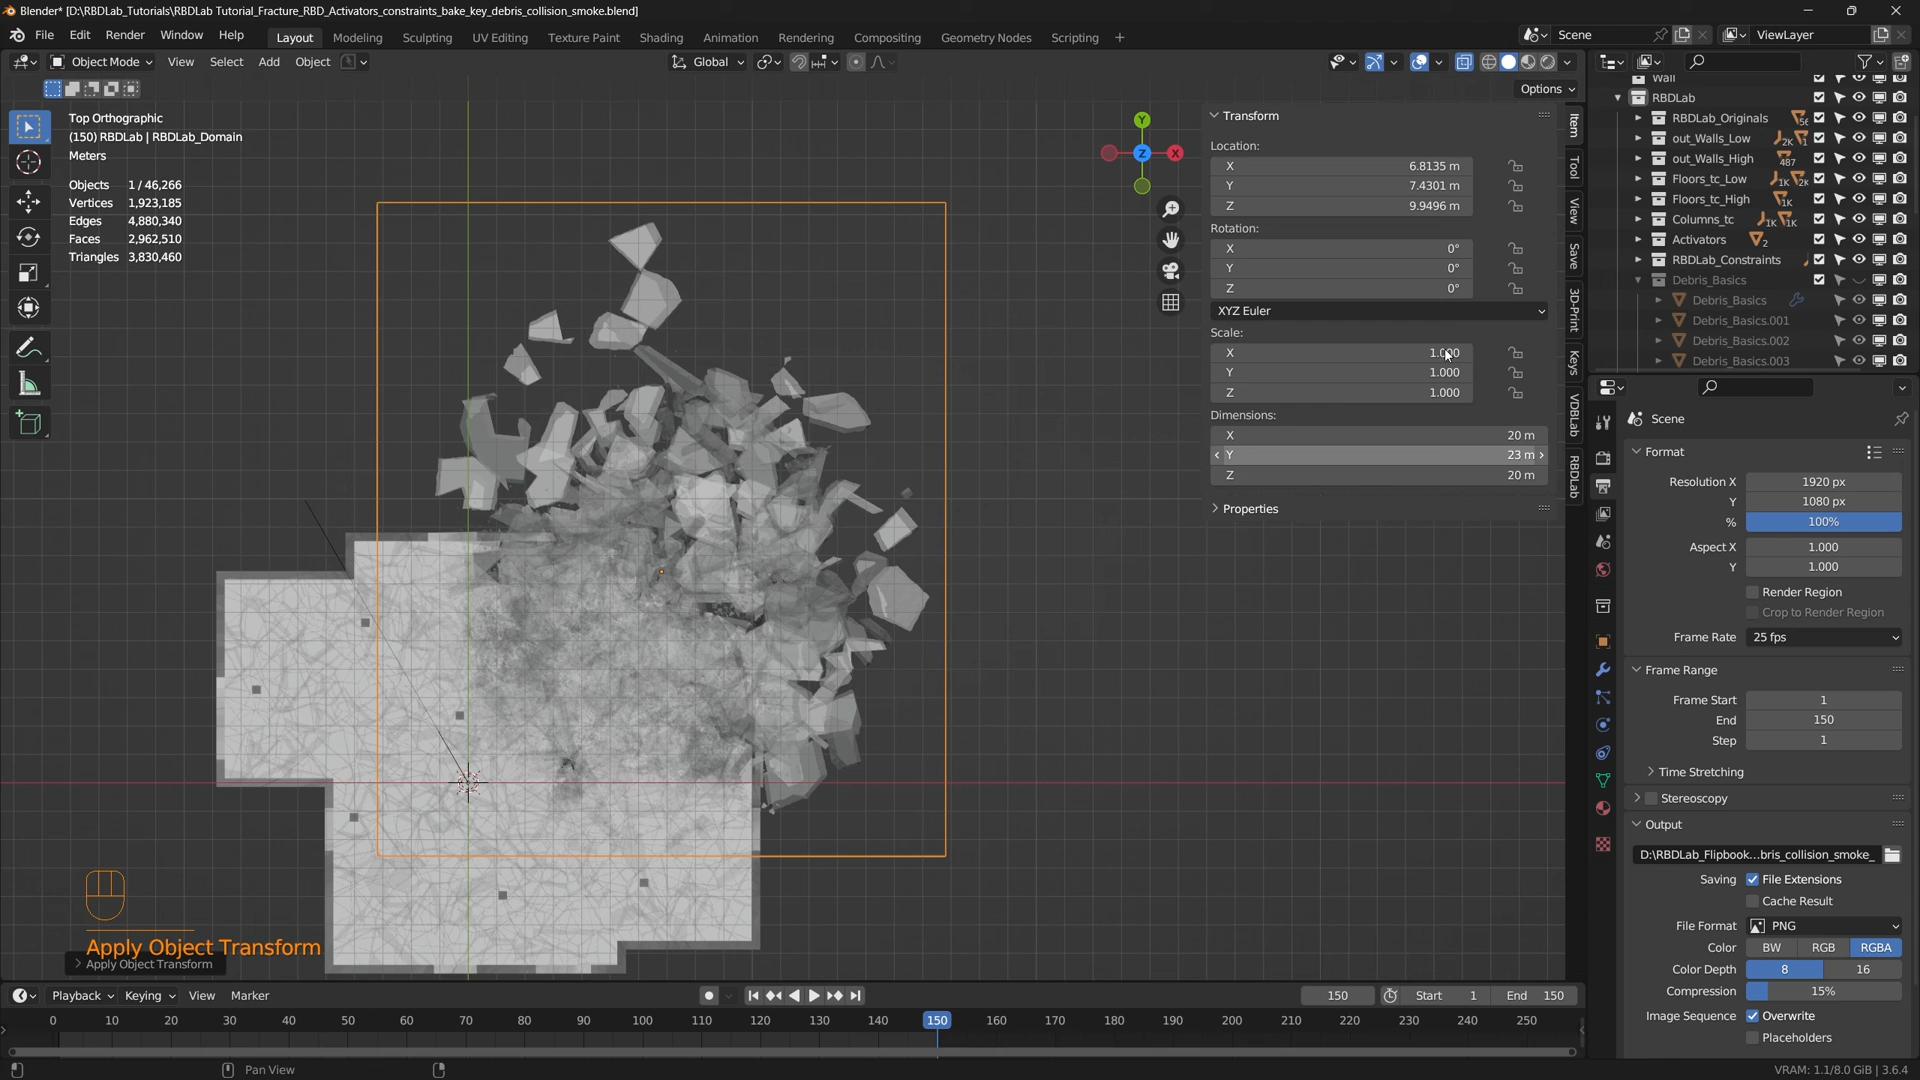 Blender* [D:\RBDLab_Tutorials\RBDLab Tutorial_Fracture_RBD_Activators_constraints_bake_key_debris_collision_smoke.blend]
File Edit Render Window Help Layout Modeling Sculpting UV Editing Texture Paint Shading Animation Rendering Compositing Geometry Nodes Scripting + Scene ViewLayer
Object Mode View Select Add Object Global
Options
Top Orthographic
(150) RBDLab | RBDLab_Domain
Meters
Objects 1 / 46,266
Vertices 1,923,185
Edges 4,880,340
Faces 2,962,510
Triangles 3,830,460
Y
Z
X
Transform
Location:
X 6.8135 m
Y 7.4301 m
Z 9.9496 m
Rotation:
X 0°
Y 0°
Z 0°
XYZ Euler
Scale:
X 1.000
Y 1.000
Z 1.000
Dimensions:
X 20 m
Y 23 m
Z 20 m
Properties
Item
Tool
View
Save
3D-Print
Keys
VDBLab
RBDLab
Wall
RBDLab
RBDLab_Originals 56
out_Walls_Low 2K 1
out_Walls_High 487
Floors_tc_Low 1K 2K
Floors_tc_High 1K
Columns_tc 1K 1K
Activators 2
RBDLab_Constraints
Debris_Basics
Debris_Basics
Debris_Basics.001
Debris_Basics.002
Debris_Basics.003
Scene
Format
Resolution X 1920 px
Y 1080 px
% 100%
Aspect X 1.000
Y 1.000
Render Region
Crop to Render Region
Frame Rate 25 fps
Frame Range
Frame Start 1
End 150
Step 1
Time Stretching
Stereoscopy
Output
D:\RBDLab_Flipbook...bris_collision_smoke_
Saving File Extensions
Cache Result
File Format PNG
Color BW RGB RGBA
Color Depth 8 16
Compression 15%
Image Sequence Overwrite
Placeholders
Apply Object Transform
Apply Object Transform
Playback Keying View Marker 150 Start 1 End 150
0 10 20 30 40 50 60 70 80 90 100 110 120 130 140 150 160 170 180 190 200 210 220 230 240 250
Pan View VRAM: 1.1/8.0 GiB | 3.6.4